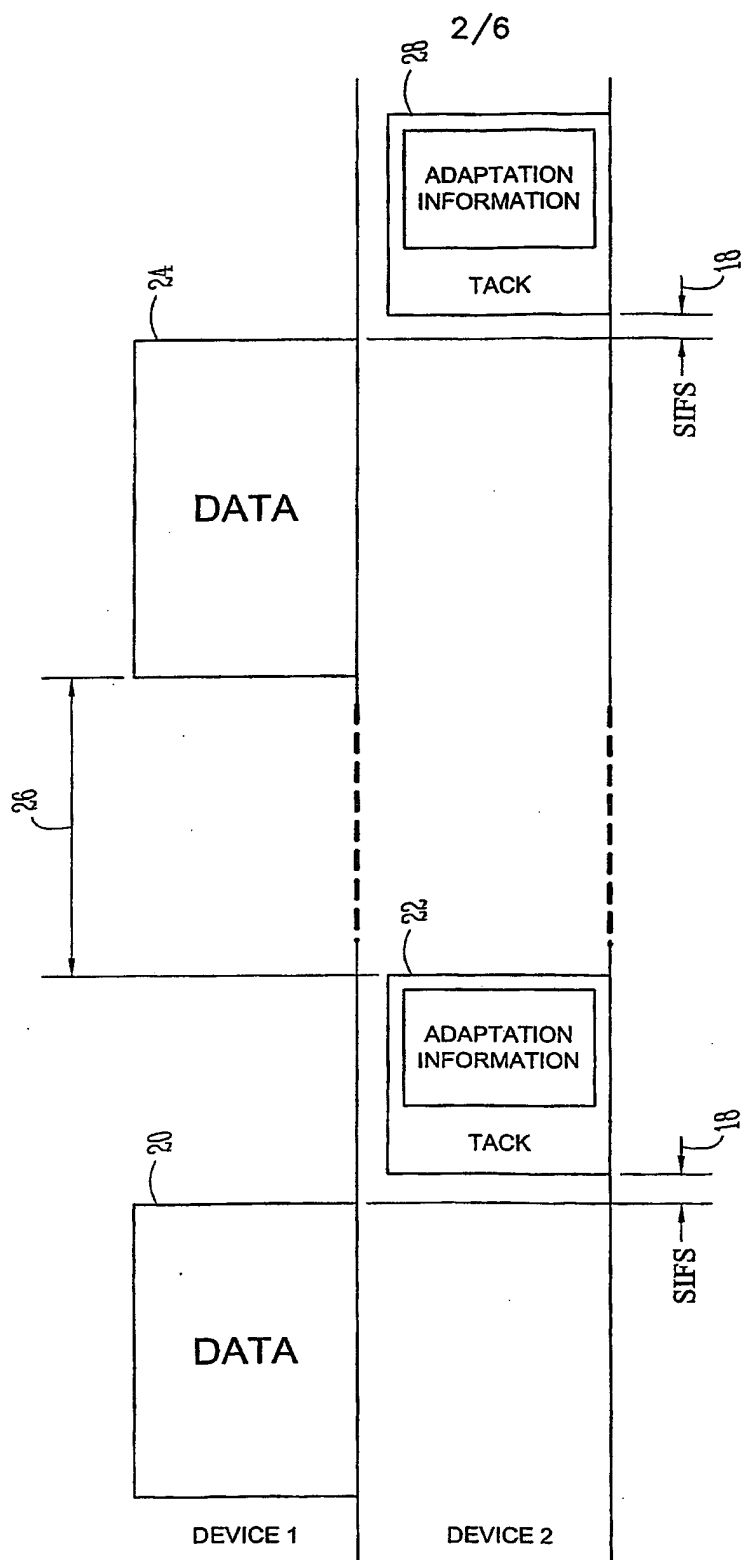 2/6
28
ADAPTATION
INFORMATION
TACK
18
SIFS
24
DATA
26
22
ADAPTATION
INFORMATION
TACK
18
SIFS
20
DATA
DEVICE 1
DEVICE 2